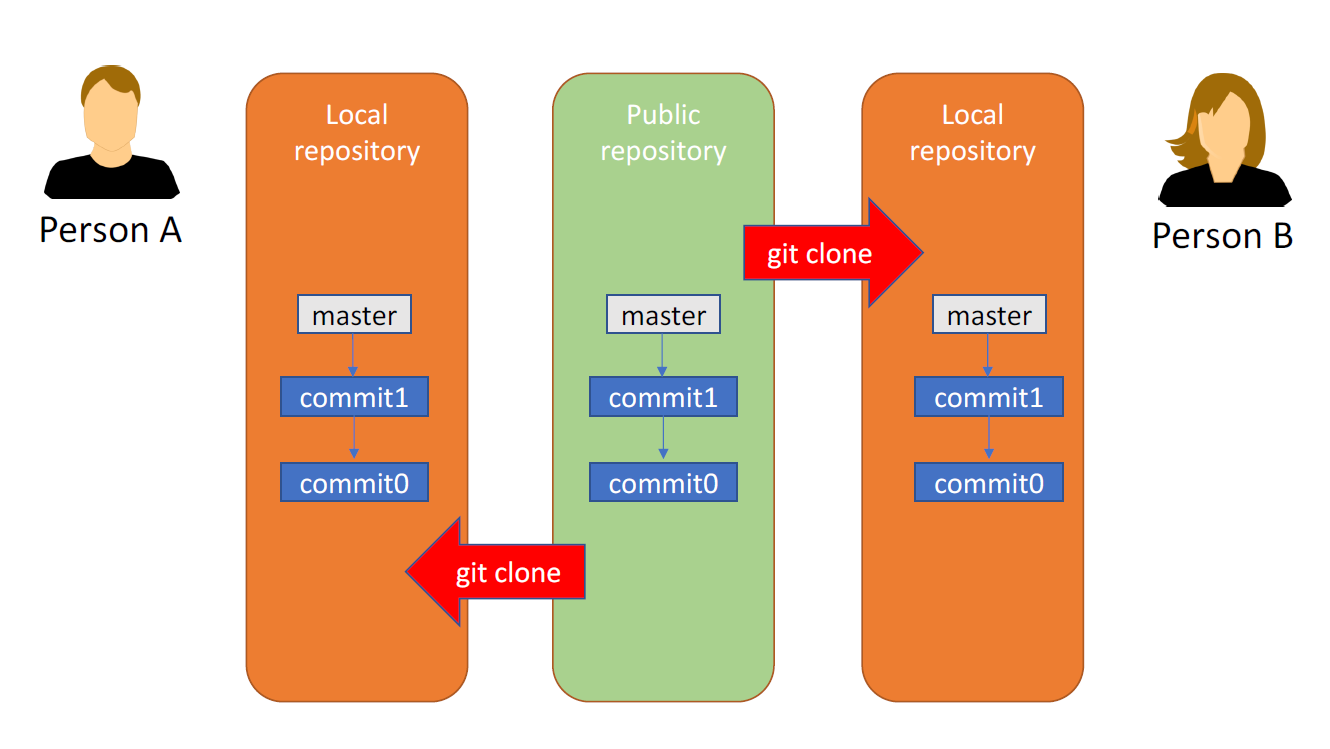 Local
repository
Public
repository
Local
repository
Person A
Person B
git clone
master
master
master
commit1
commit1
commit1
commit0
commit0
commit0
git clone